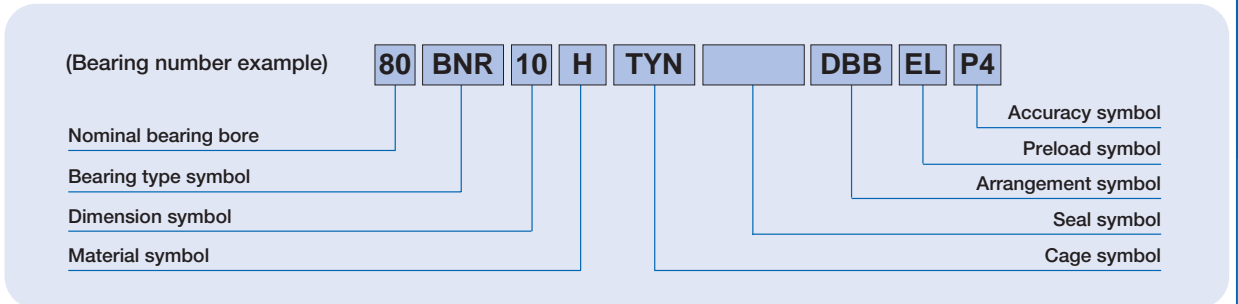 (Bearing number example) 80 BNR 10 H TYN DBB EL P4
Accuracy symbol
Nominal bearing bore
Preload symbol
Bearing type symbol
Arrangement symbol
Dimension symbol
Seal symbol
Material symbol
Cage symbol